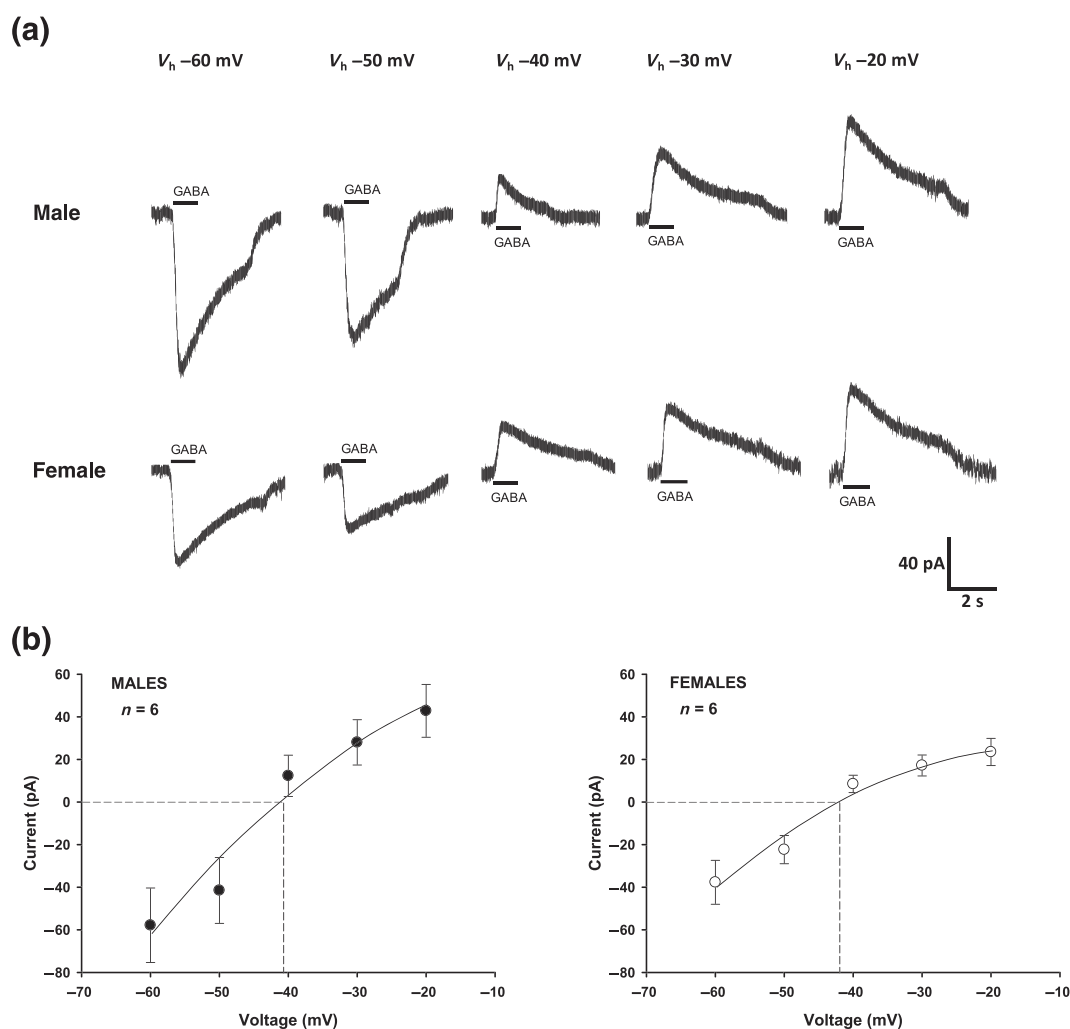 (a)
Vh –60 mV Vh –50 mV Vh –40 mV Vh –30 mV Vh –20 mV
Male
GABA GABA GABA GABA GABA
Female
GABA GABA GABA GABA GABA
40 pA
2 s
(b)
MALES
n = 6
Current (pA)
60
40
20
0
–20
–40
–60
–80
–70 –60 –50 –40 –30 –20 –10
Voltage (mV)
FEMALES
n = 6
Current (pA)
60
40
20
0
–20
–40
–60
–80
–70 –60 –50 –40 –30 –20 –10
Voltage (mV)